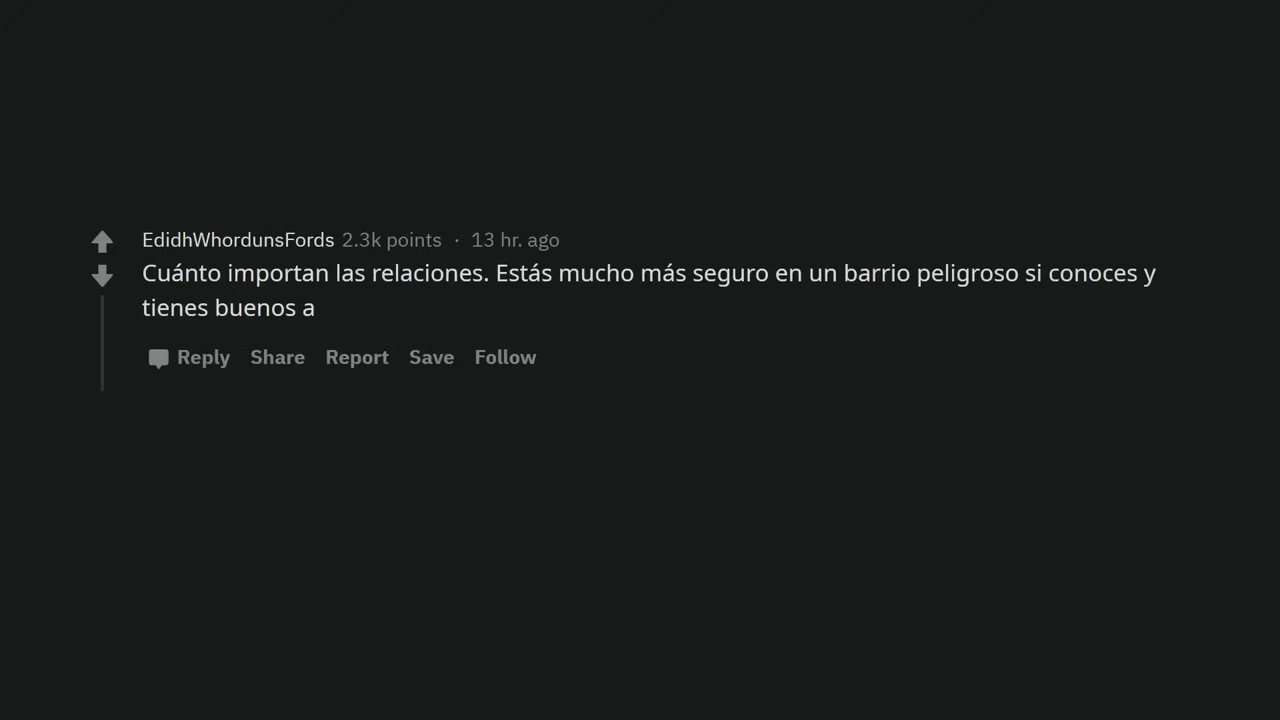 EdidhWhordunsFords 2.3k points · 13 hr. ago
Cuánto importan las relaciones. Estás mucho más seguro en un barrio peligroso si conoces y
tienes buenos a
Reply Share Report Save Follow